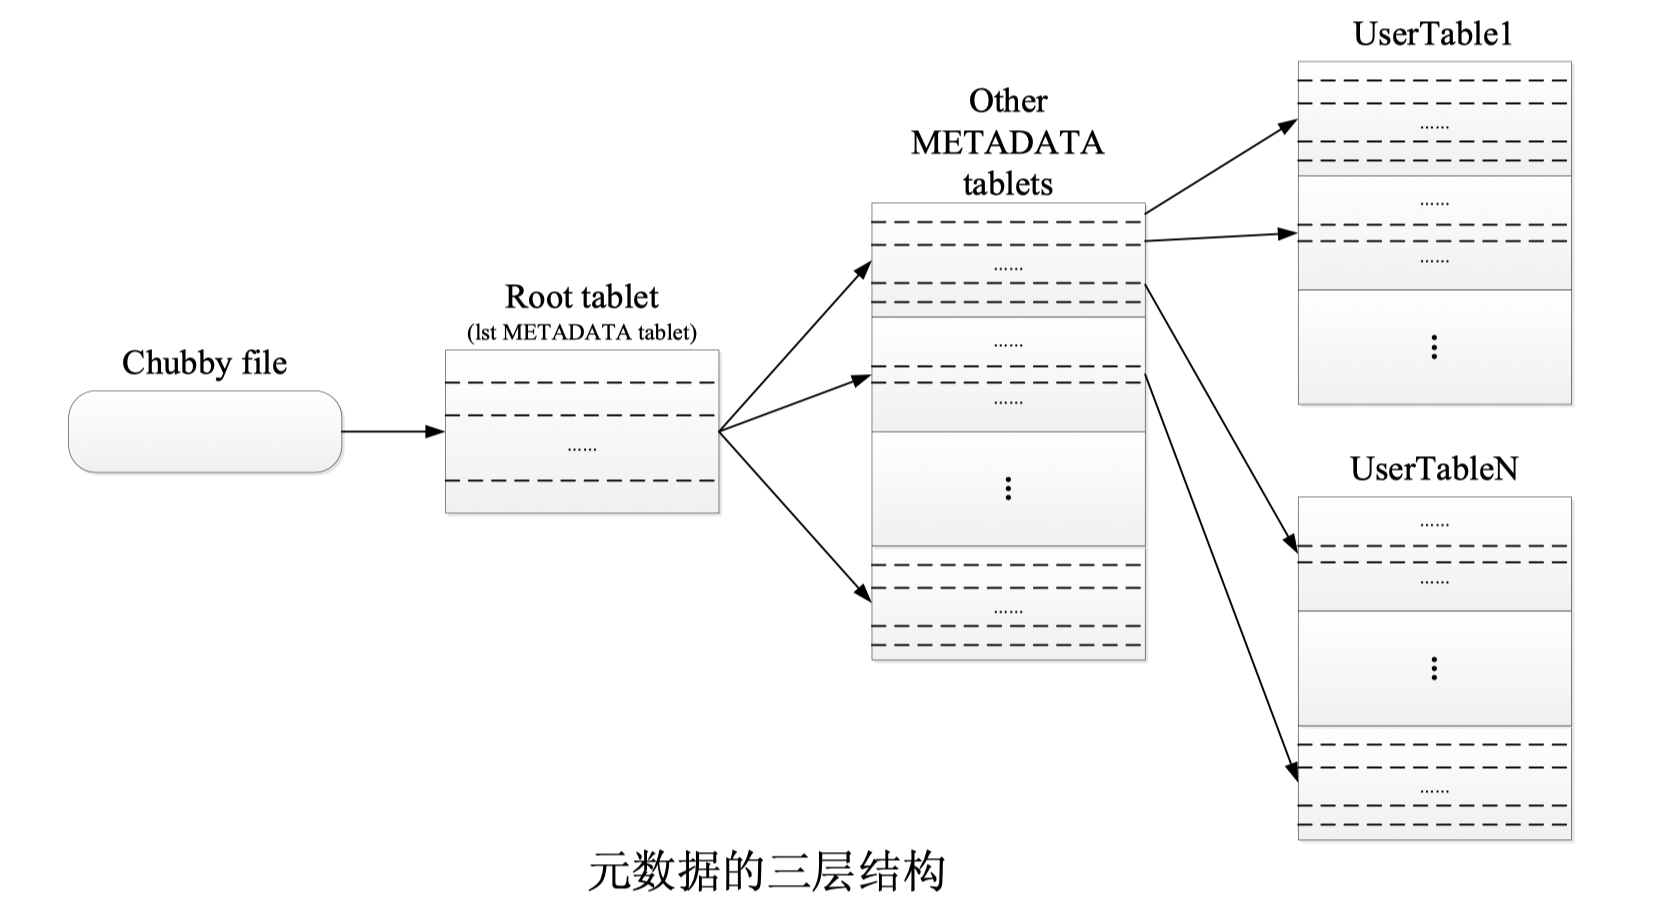 Chubby file
Root tablet
(lst METADATA tablet)
......
Other
METADATA
tablets
......
......
......
......
UserTable1
......
......
......
UserTableN
......
......
......
元数据的三层结构